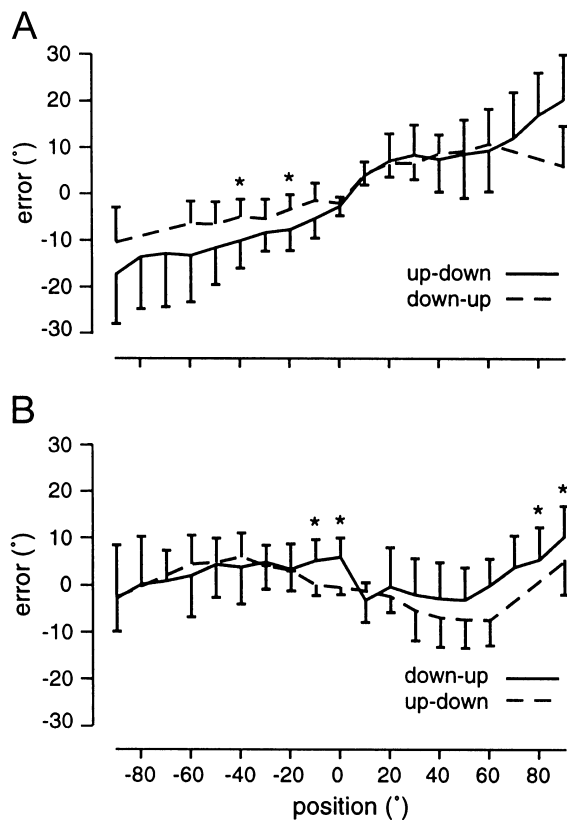 A
30
20
10
0
-10
-20
-30
error (°)
* *
up-down
down-up
B
30
20
10
0
-10
-20
-30
error (°)
* * * *
down-up
up-down
-80 -60 -40 -20 0 20 40 60 80
position (°)